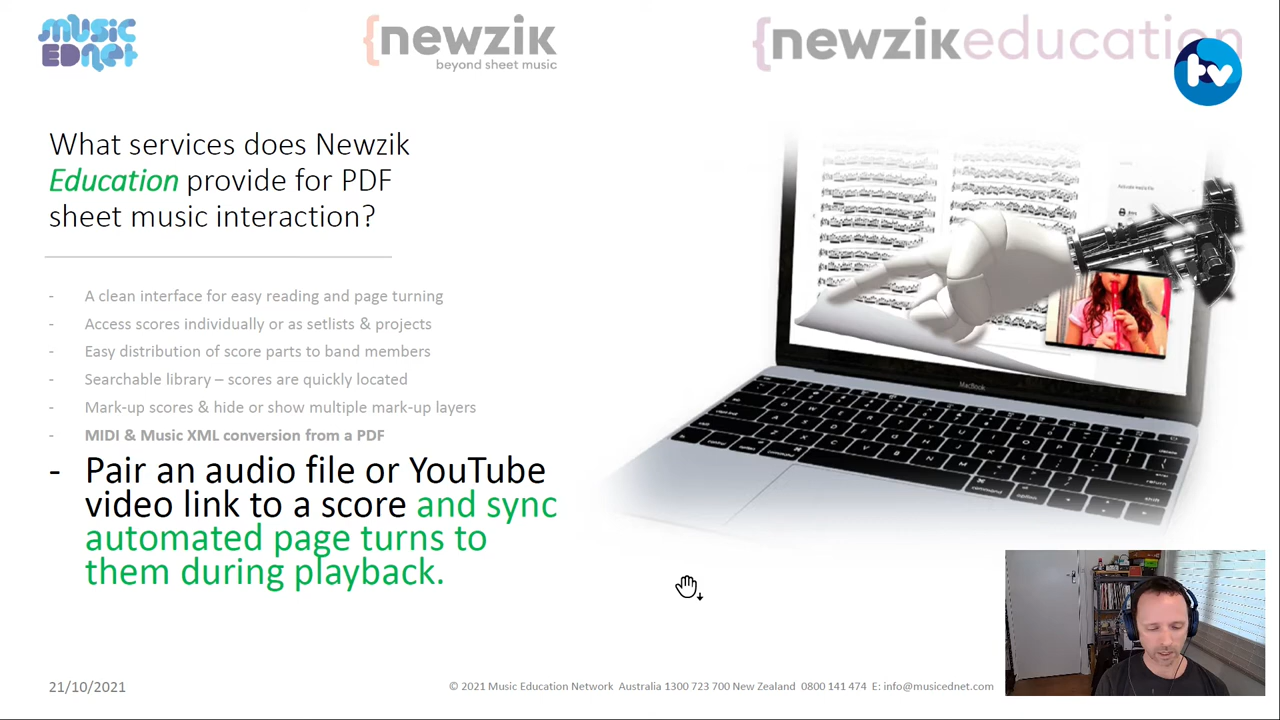 music
EDnet
{newzik
beyond sheet music
{newzikeducation
tv
What services does Newzik
Education provide for PDF
sheet music interaction?
- A clean interface for easy reading and page turning
- Access scores individually or as setlists & projects
- Easy distribution of score parts to band members
- Searchable library – scores are quickly located
- Mark-up scores & hide or show multiple mark-up layers
- MIDI & Music XML conversion from a PDF
- Pair an audio file or YouTube
video link to a score and sync
automated page turns to
them during playback.
MacBook
21/10/2021
© 2021 Music Education Network Australia 1300 723 700 New Zealand 0800 141 474 E: info@musicednet.com